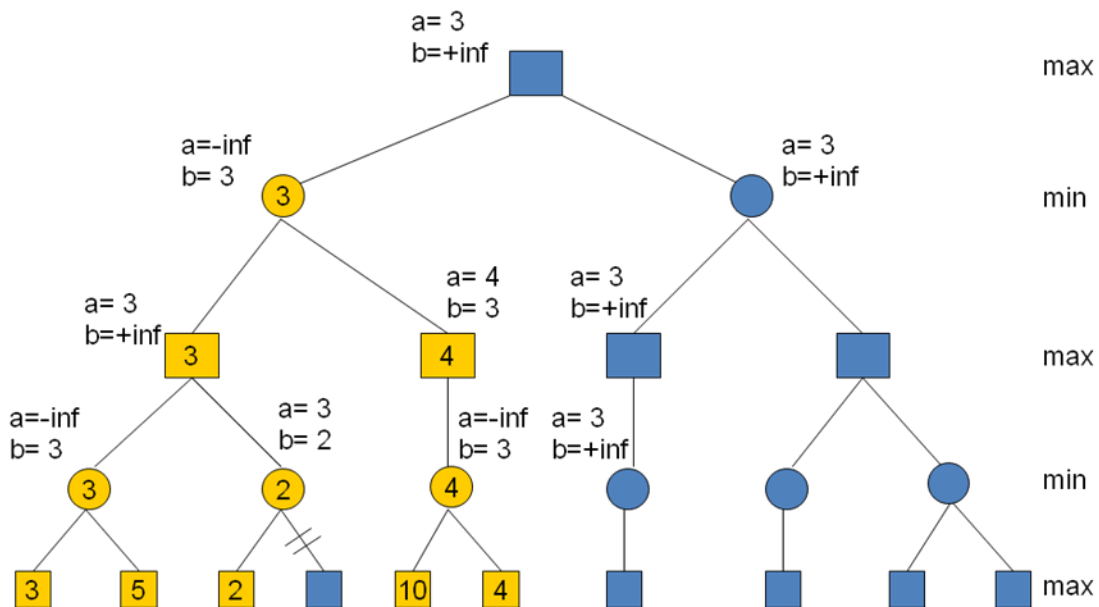 a= 3
b=+inf
max
a=-inf
b= 3
a= 3
b=+inf
3
min
a= 3
b=+inf
a= 4
b= 3
a= 3
b=+inf
3
4
max
a=-inf
b= 3
a= 3
b= 2
a=-inf
b= 3
a= 3
b=+inf
3
2
4
min
3
5
2
10
4
max